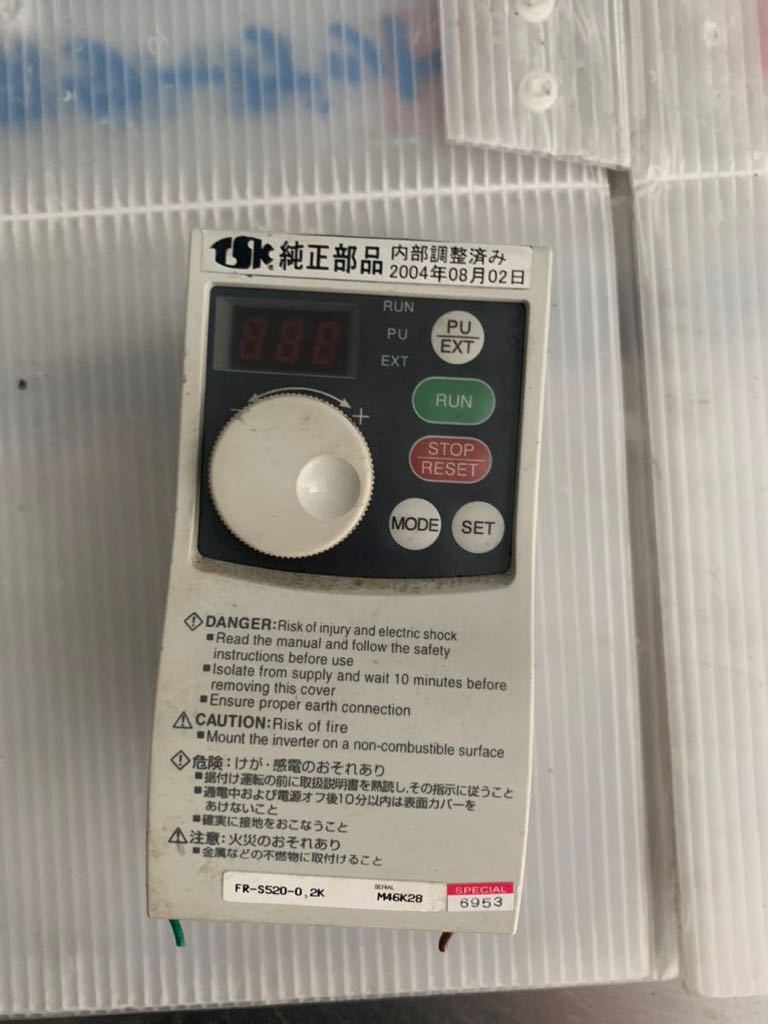 TSK 純正部品 内部調整済み
2004年08月02日
RUN
PU
EXT
PU
EXT
RUN
− +
STOP
RESET
MODE SET
DANGER:Risk of injury and electric shock
■Read the manual and follow the safety
instructions before use
■Isolate from supply and wait 10 minutes before
removing this cover
■Ensure proper earth connection
CAUTION:Risk of fire
■Mount the inverter on a non-combustible surface
危険:けが・感電のおそれあり
■据付け運転の前に取扱説明書を熟読し,その指示に従うこと
■通電中および電源オフ後10分以内は表面カバーを
あけないこと
■確実に接地をおこなうこと
注意:火災のおそれあり
■金属などの不燃物に取付けること
FR-S520-0,2K SERIAL M46K28 SPECIAL
6953